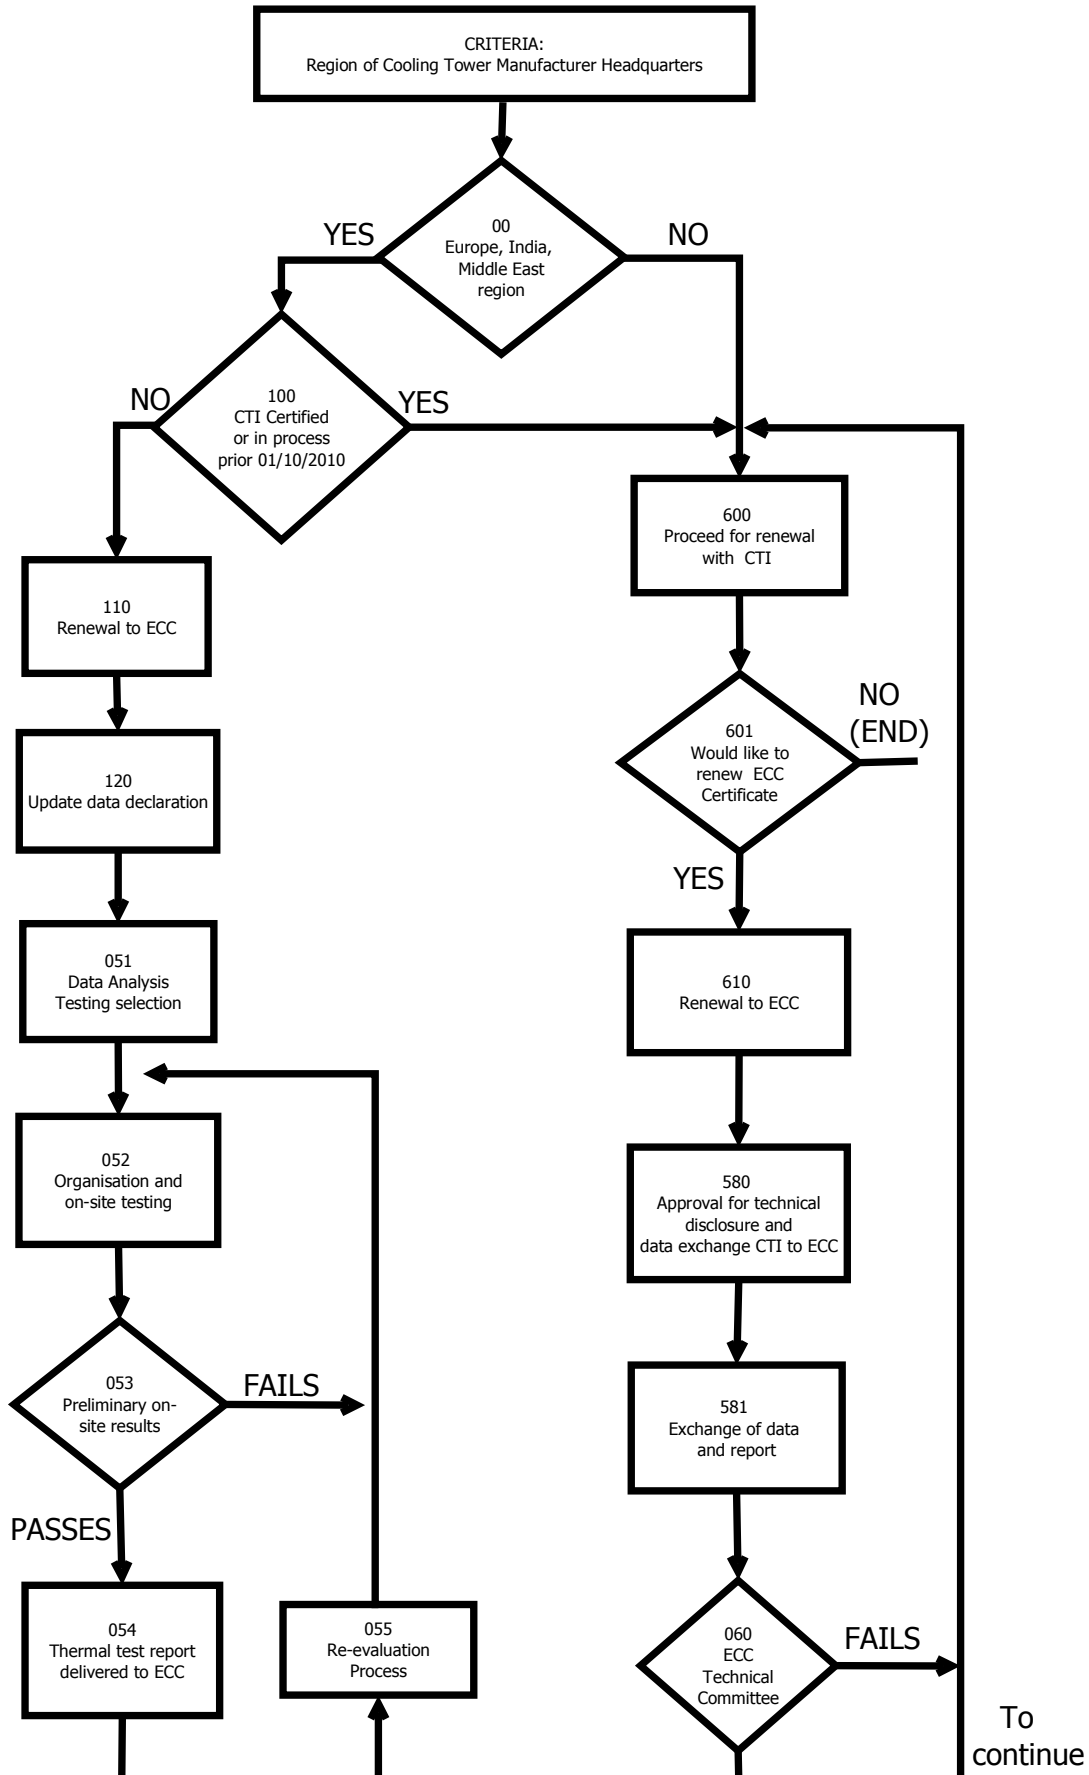 CRITERIA:
Region of Cooling Tower Manufacturer Headquarters
YES
00
Europe, India,
Middle East
region
NO
NO
100
CTI Certified
or in process
prior 01/10/2010
YES
600
Proceed for renewal
with CTI
110
Renewal to ECC
601
Would like to
renew ECC
Certificate
NO
(END)
120
Update data declaration
YES
051
Data Analysis
Testing selection
610
Renewal to ECC
052
Organisation and
on-site testing
580
Approval for technical
disclosure and
data exchange CTI to ECC
053
Preliminary on-
site results
FAILS
581
Exchange of data
and report
PASSES
054
Thermal test report
delivered to ECC
055
Re-evaluation
Process
060
ECC
Technical
Committee
FAILS
To
continue